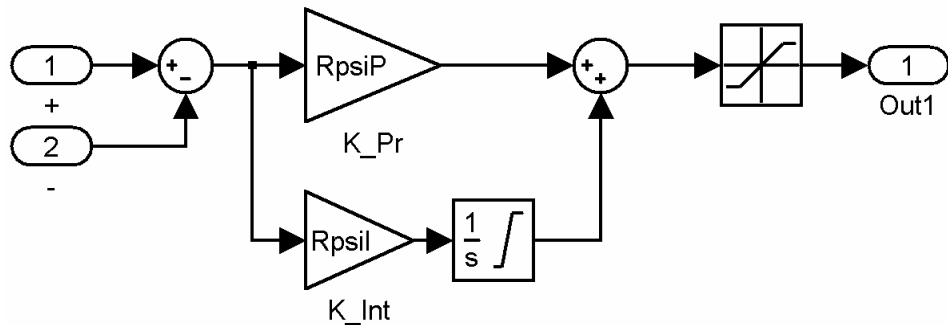 1
+
2
-
+
-
RpsiP
K_Pr
RpsiI
K_Int
1
s
+
+
1
Out1